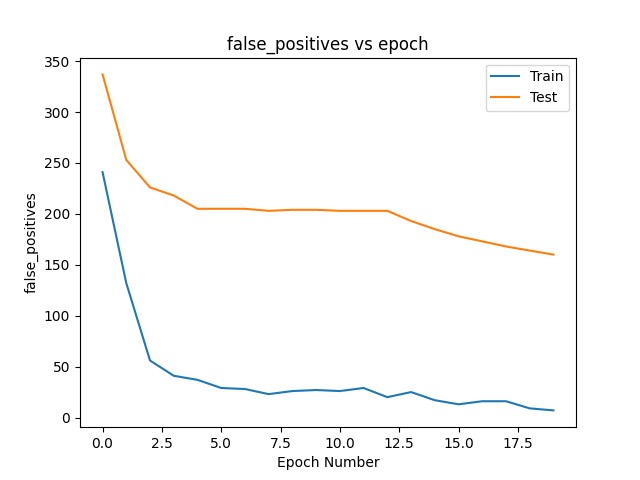 false_positives vs epoch
Train
Test
350
300
250
200
150
100
50
0
false_positives
0.0 2.5 5.0 7.5 10.0 12.5 15.0 17.5
Epoch Number